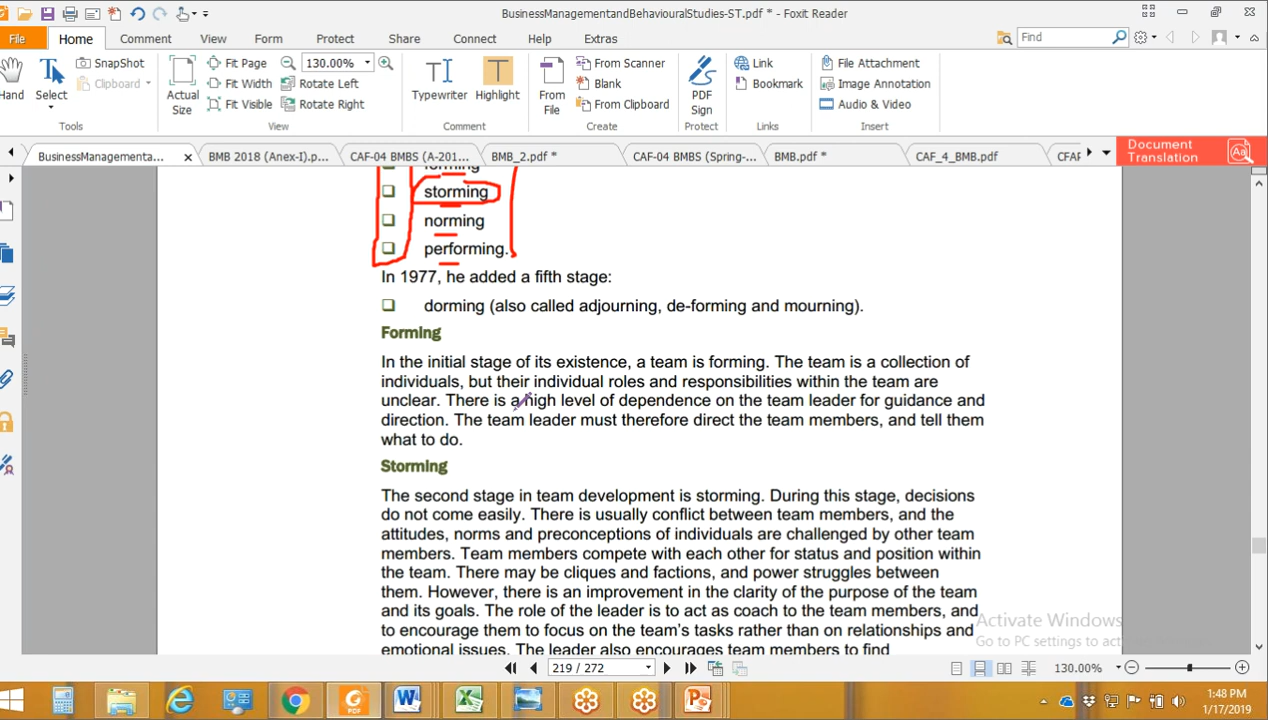 BusinessManagementandBehaviouralStudies-ST.pdf * - Foxit Reader
File Home Comment View Form Protect Share Connect Help Extras Find
Hand Select SnapShot Clipboard Actual Size Fit Page Fit Width Fit Visible 130.00% Rotate Left Rotate Right Typewriter Highlight From File From Scanner Blank From Clipboard PDF Sign Link Bookmark File Attachment Image Annotation Audio & Video
Tools View Comment Create Protect Links Insert
BusinessManagementa... BMB 2018 (Anex-I).p... CAF-04 BMBS (A-201... BMB_2.pdf * CAF-04 BMBS (Spring-... BMB.pdf * CAF_4_BMB.pdf CFAP
Document Translation
forming
storming
norming
performing.
In 1977, he added a fifth stage:
dorming (also called adjourning, de-forming and mourning).
Forming
In the initial stage of its existence, a team is forming. The team is a collection of
individuals, but their individual roles and responsibilities within the team are
unclear. There is a high level of dependence on the team leader for guidance and
direction. The team leader must therefore direct the team members, and tell them
what to do.
Storming
The second stage in team development is storming. During this stage, decisions
do not come easily. There is usually conflict between team members, and the
attitudes, norms and preconceptions of individuals are challenged by other team
members. Team members compete with each other for status and position within
the team. There may be cliques and factions, and power struggles between
them. However, there is an improvement in the clarity of the purpose of the team
and its goals. The role of the leader is to act as coach to the team members, and
to encourage them to focus on the team's tasks rather than on relationships and
emotional issues. The leader also encourages team members to find
Activate Windows
Go to PC settings to
219 / 272 130.00%
1:48 PM
1/17/2019